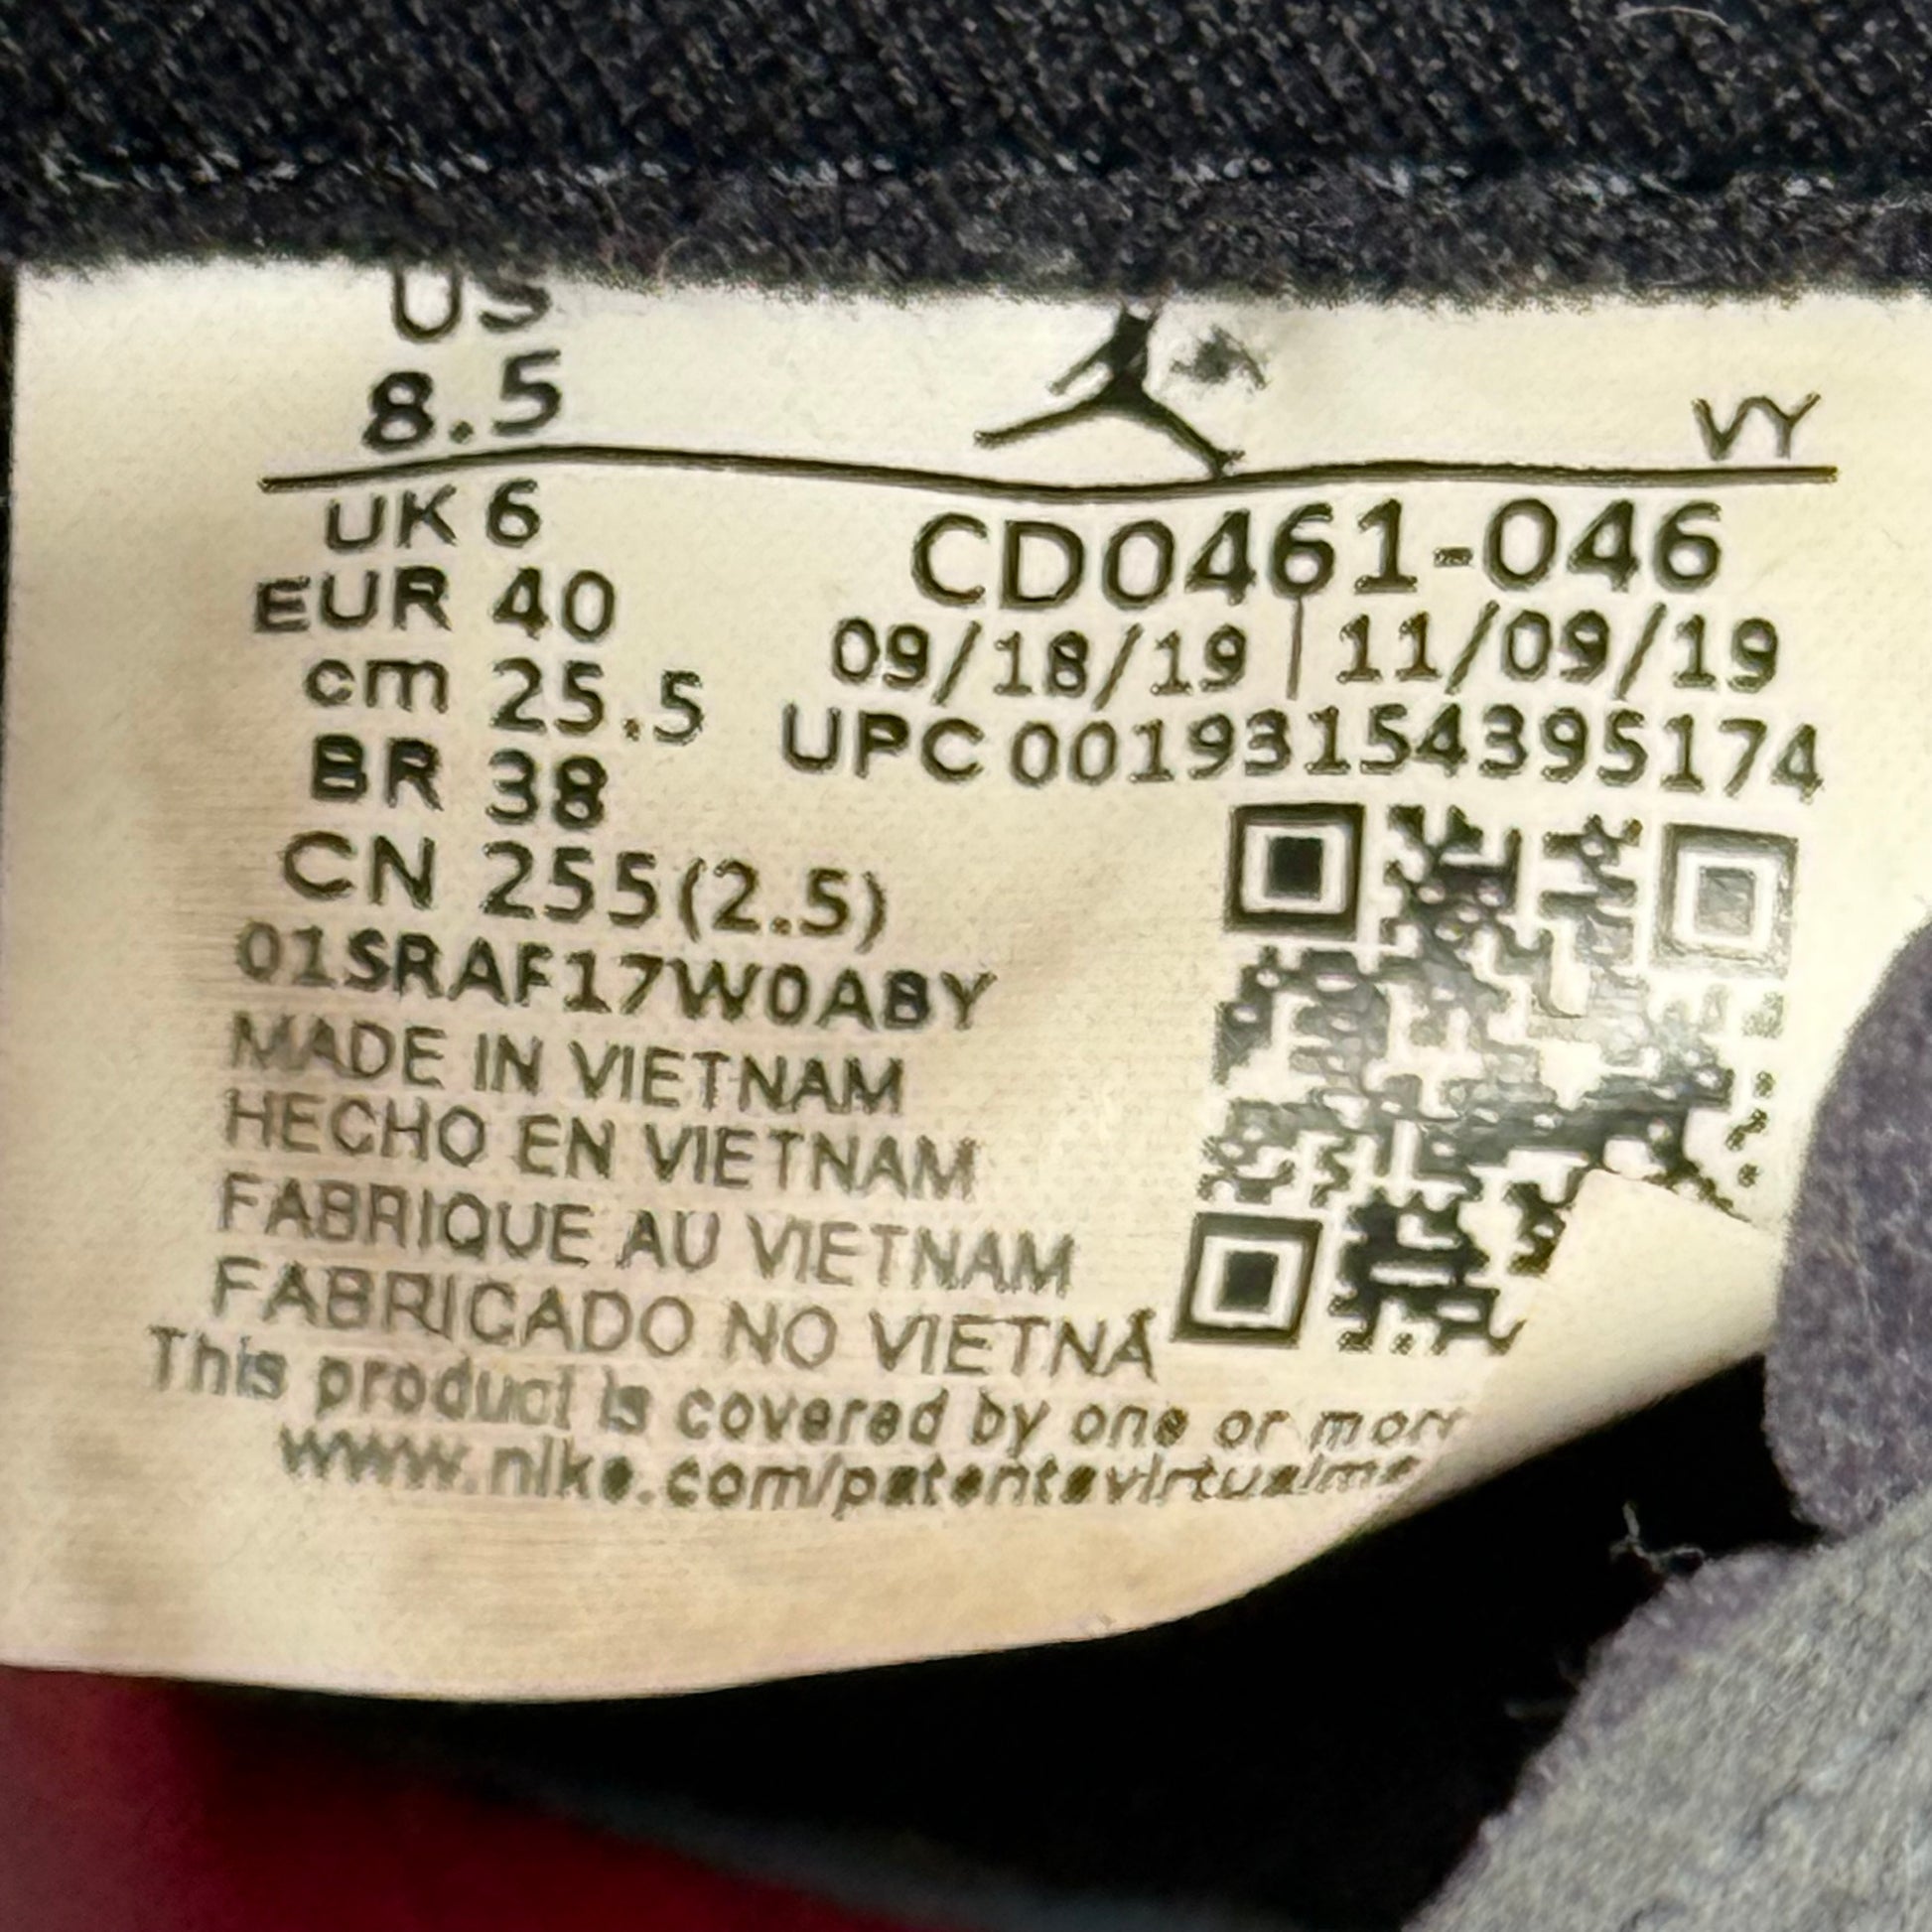 US
8.5
VY
UK 6
EUR 40
cm 25.5
BR 38
CN 255(2.5)
CD0461-046
09/18/19 | 11/09/19
UPC 00193154395174
01SRAF17W0ABY
MADE IN VIETNAM
HECHO EN VIETNAM
FABRIQUE AU VIETNAM
FABRICADO NO VIETNÃ
This product is covered by one or more
www.nike.com/patentsvirtualma